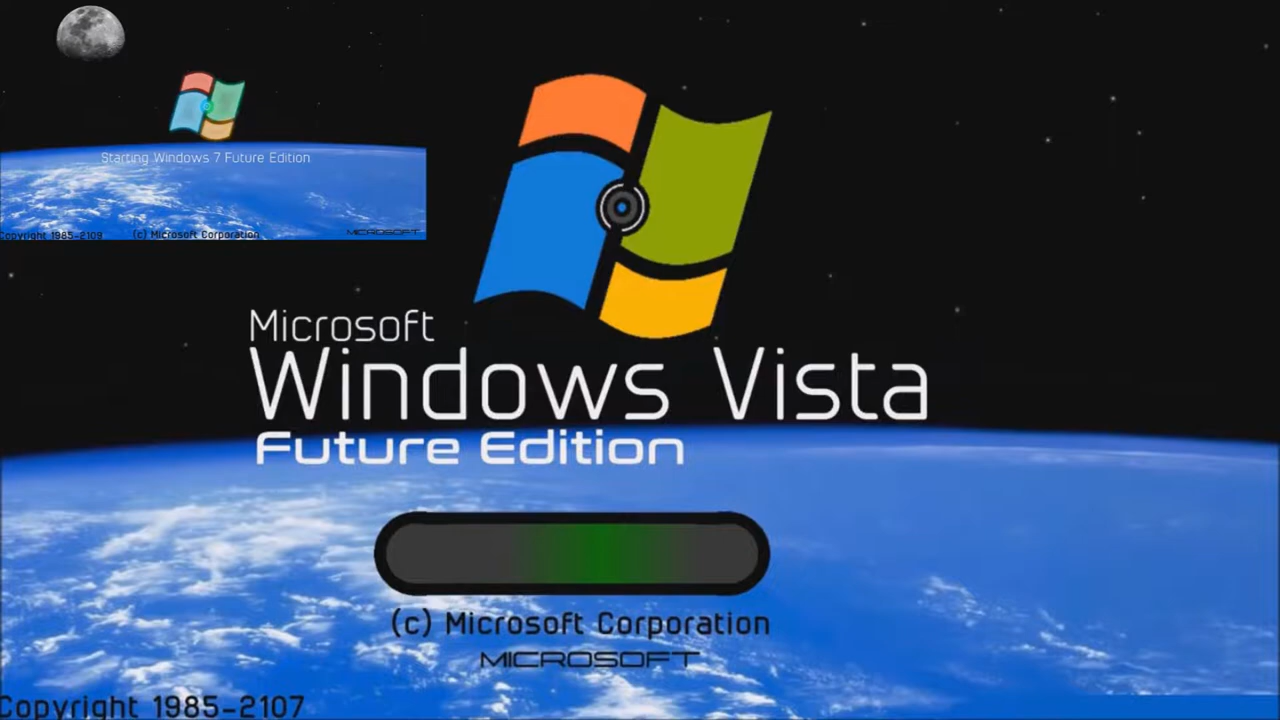 Starting Windows 7 Future Edition
Copyright 1985-2109 (c) Microsoft Corporation MICROSOFT
Microsoft
Windows Vista
Future Edition
(c) Microsoft Corporation
MICROSOFT
Copyright 1985-2107